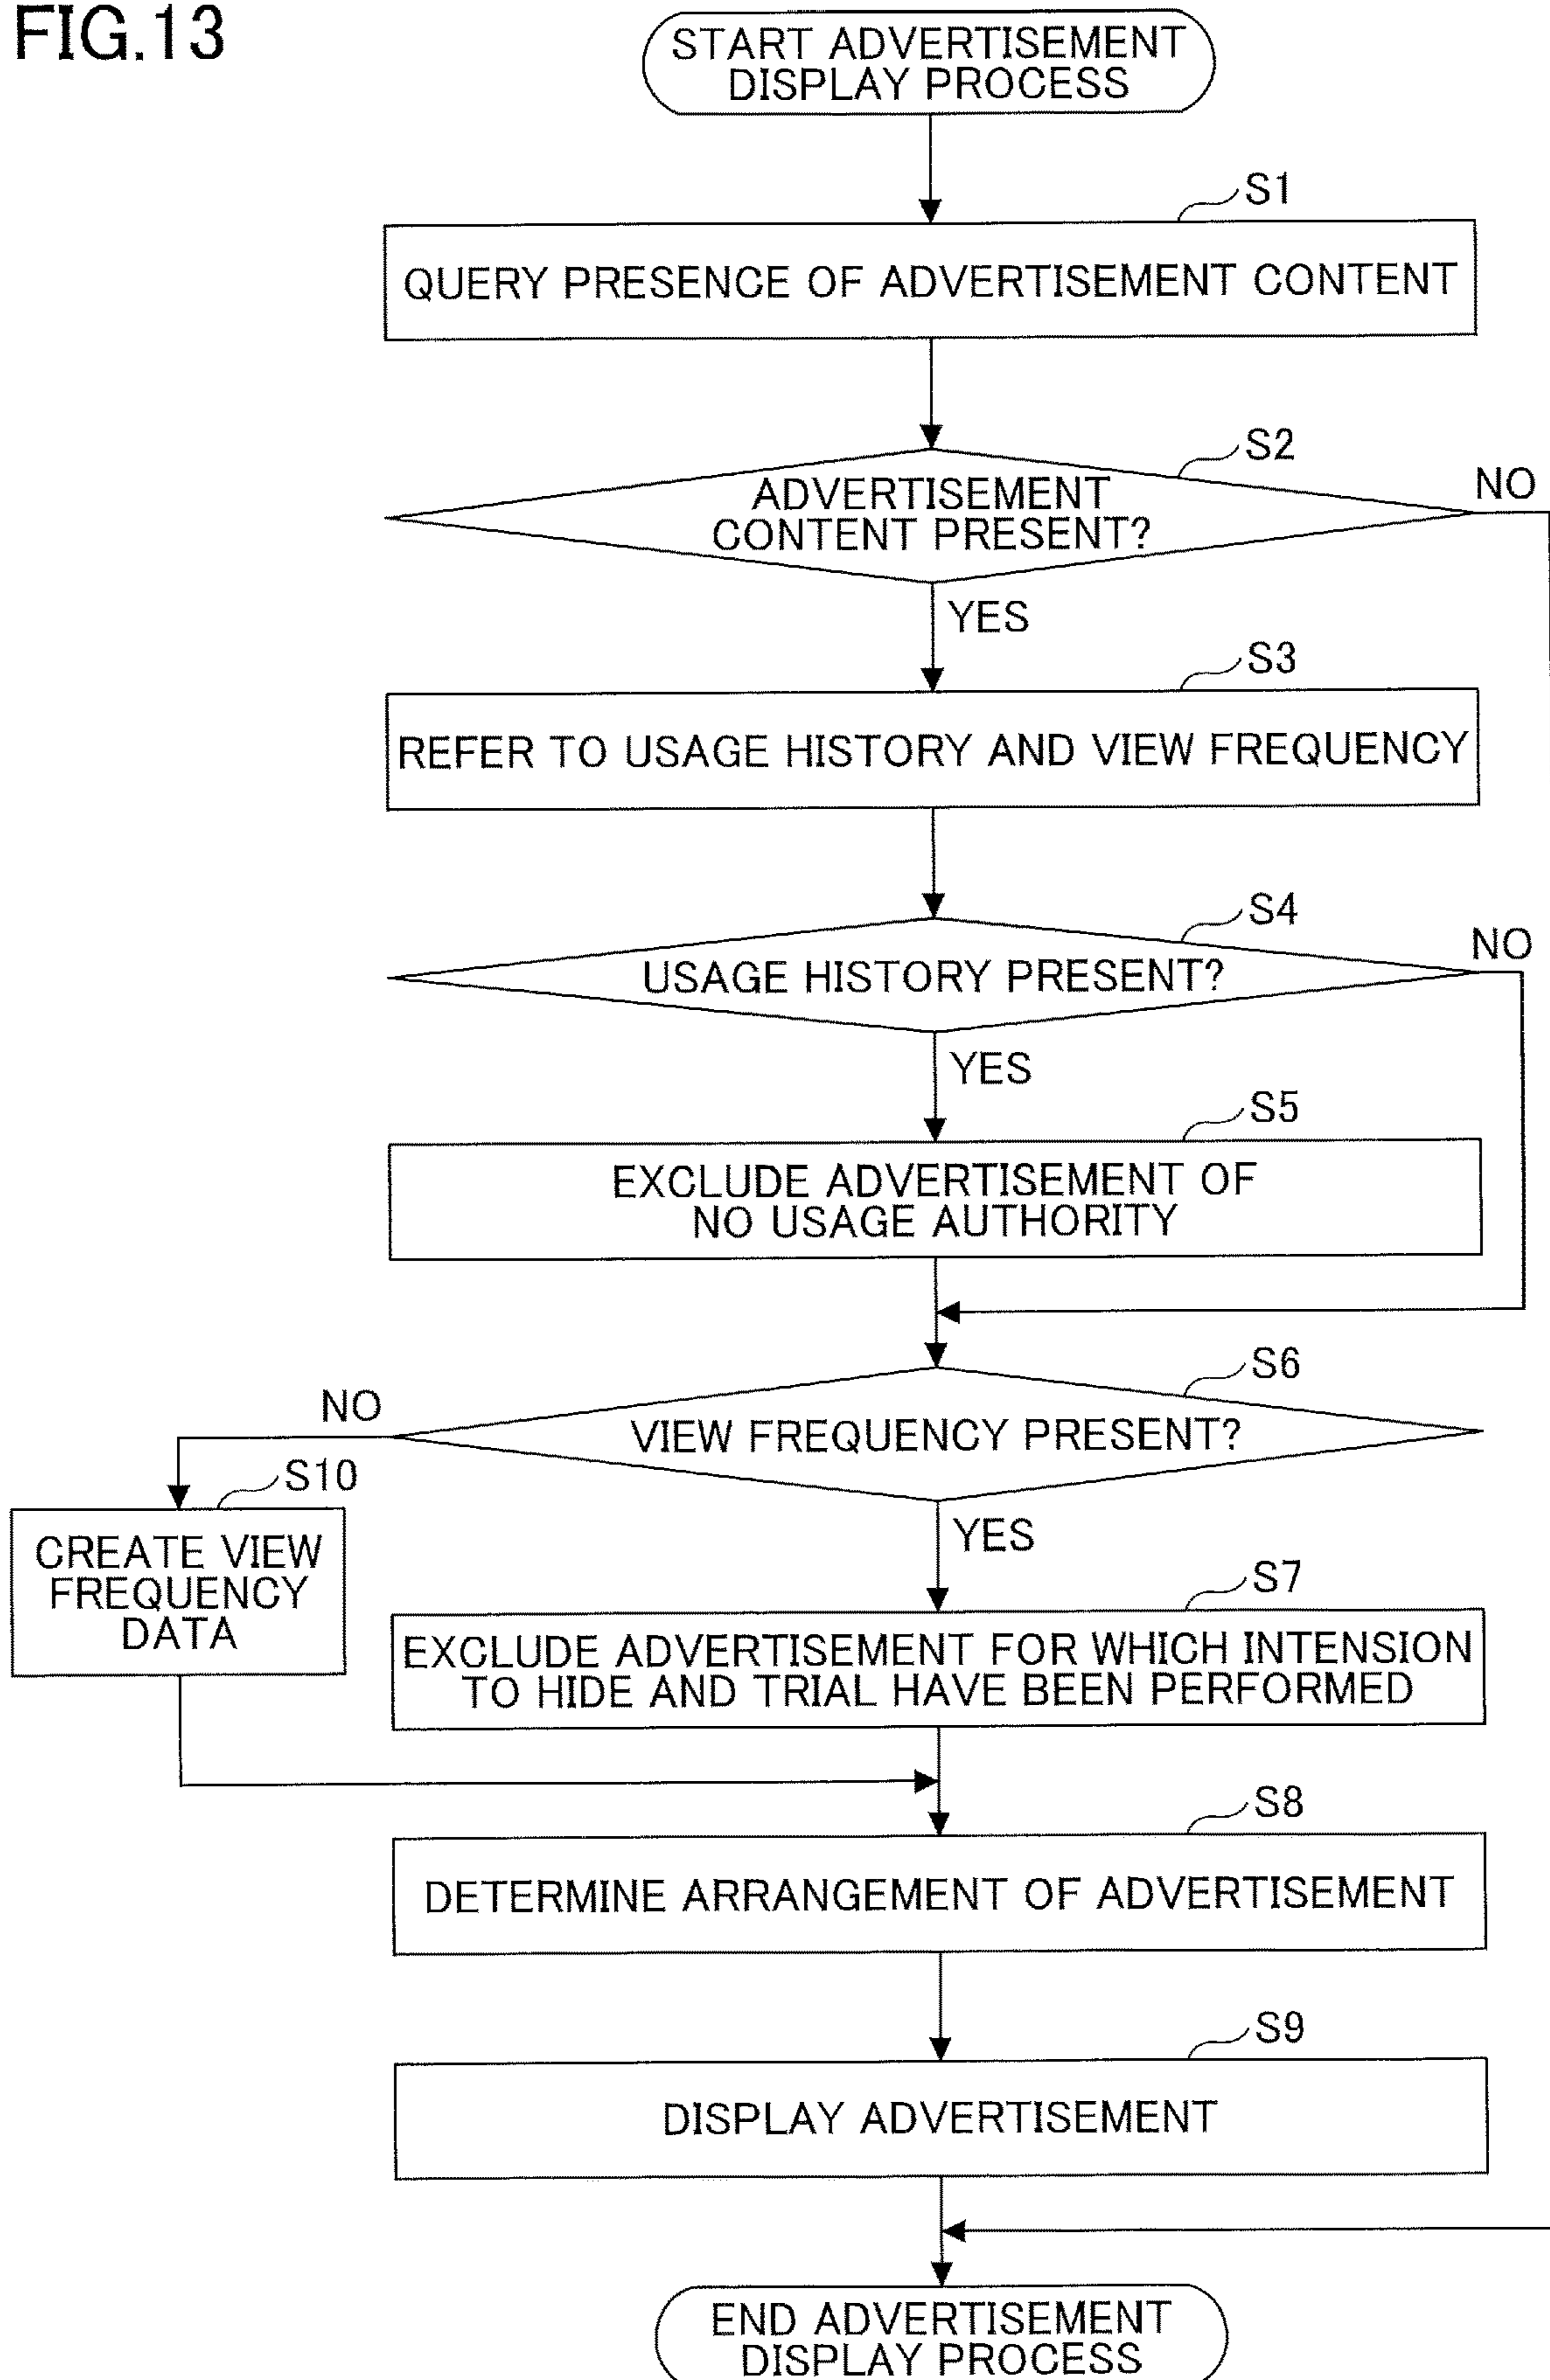 FIG.13
START ADVERTISEMENT
DISPLAY PROCESS
S1
QUERY PRESENCE OF ADVERTISEMENT CONTENT
S2
ADVERTISEMENT
CONTENT PRESENT?
NO
YES
S3
REFER TO USAGE HISTORY AND VIEW FREQUENCY
S4
USAGE HISTORY PRESENT?
NO
YES
S5
EXCLUDE ADVERTISEMENT OF
NO USAGE AUTHORITY
S6
VIEW FREQUENCY PRESENT?
NO
YES
S10
CREATE VIEW
FREQUENCY
DATA
S7
EXCLUDE ADVERTISEMENT FOR WHICH INTENSION
TO HIDE AND TRIAL HAVE BEEN PERFORMED
S8
DETERMINE ARRANGEMENT OF ADVERTISEMENT
S9
DISPLAY ADVERTISEMENT
END ADVERTISEMENT
DISPLAY PROCESS